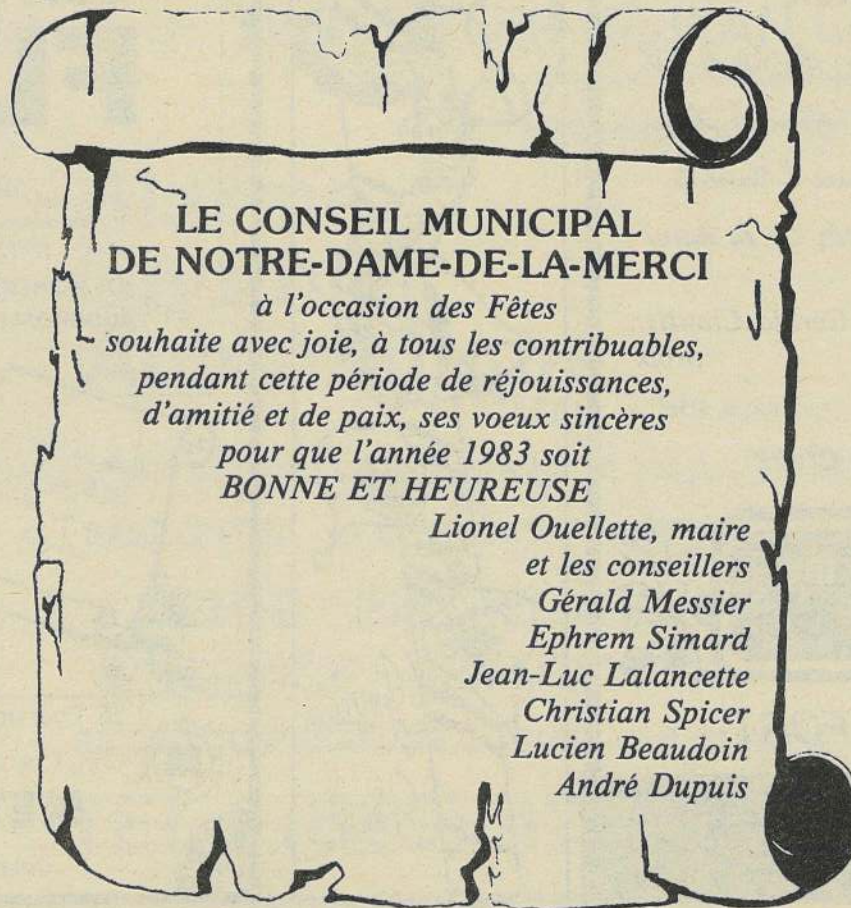 LE CONSEIL MUNICIPAL
DE NOTRE-DAME-DE-LA-MERCI
à l'occasion des Fêtes
souhaite avec joie, à tous les contribuables,
pendant cette période de réjouissances,
d'amitié et de paix, ses voeux sincères
pour que l'année 1983 soit
BONNE ET HEUREUSE
Lionel Ouellette, maire
et les conseillers
Gérald Messier
Ephrem Simard
Jean-Luc Lalancette
Christian Spicer
Lucien Beaudoin
André Dupuis